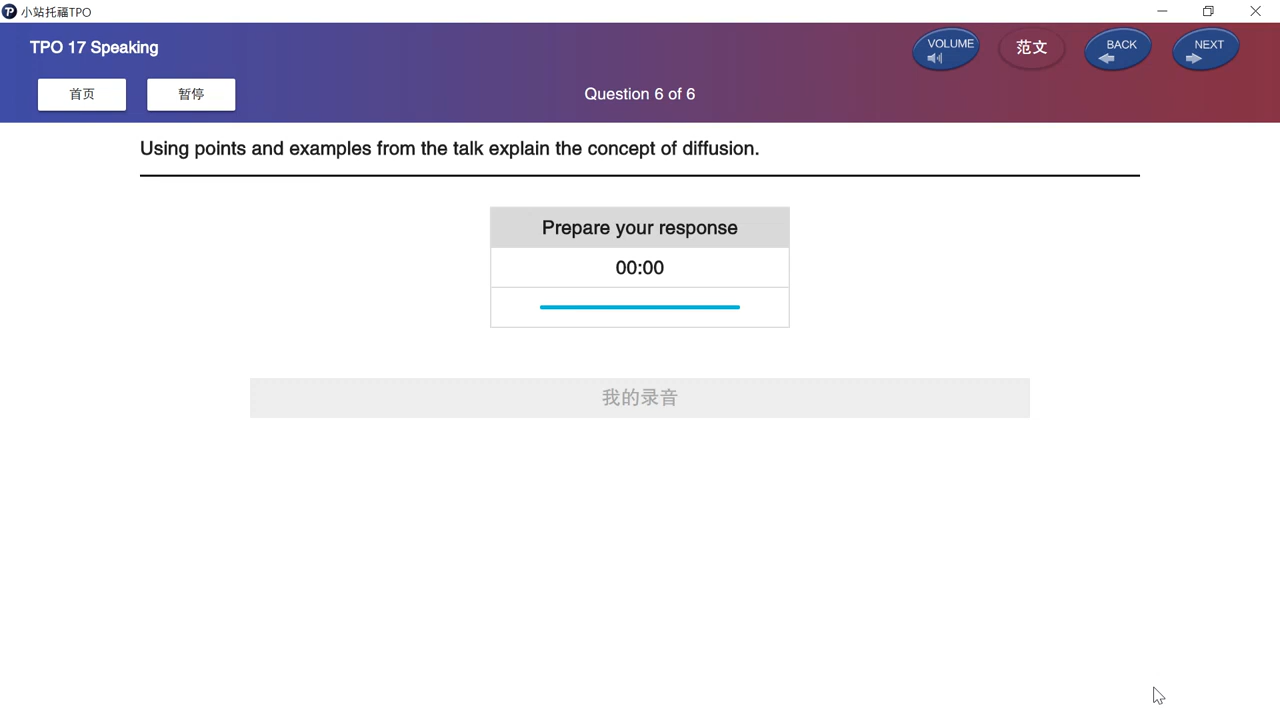 小站托福TPO
TPO 17 Speaking
VOLUME
范文
BACK
NEXT
首页
暂停
Question 6 of 6
Using points and examples from the talk explain the concept of diffusion.
Prepare your response
00:00
我的录音